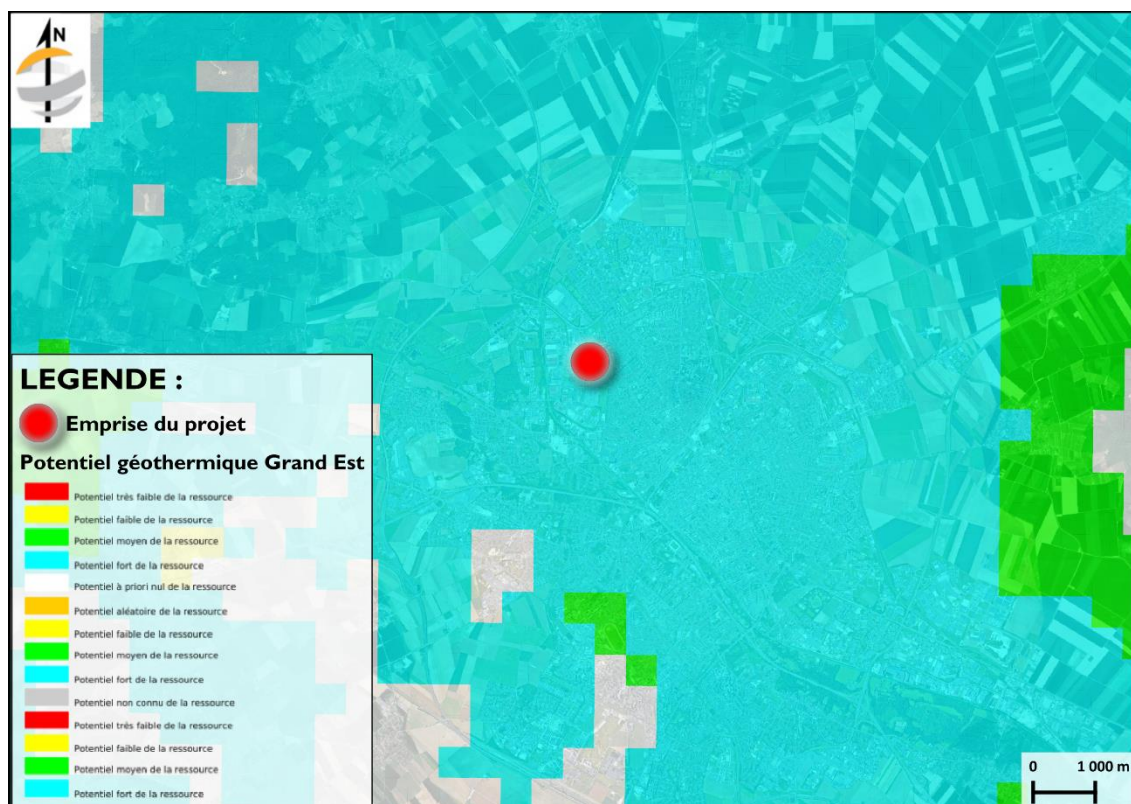 N
LEGENDE :
Emprise du projet
Potentiel géothermique Grand Est
Potentiel très faible de la ressource
Potentiel faible de la ressource
Potentiel moyen de la ressource
Potentiel fort de la ressource
Potentiel à priori nul de la ressource
Potentiel aléatoire de la ressource
Potentiel faible de la ressource
Potentiel moyen de la ressource
Potentiel fort de la ressource
Potentiel non connu de la ressource
Potentiel très faible de la ressource
Potentiel faible de la ressource
Potentiel moyen de la ressource
Potentiel fort de la ressource
0 1 000 m